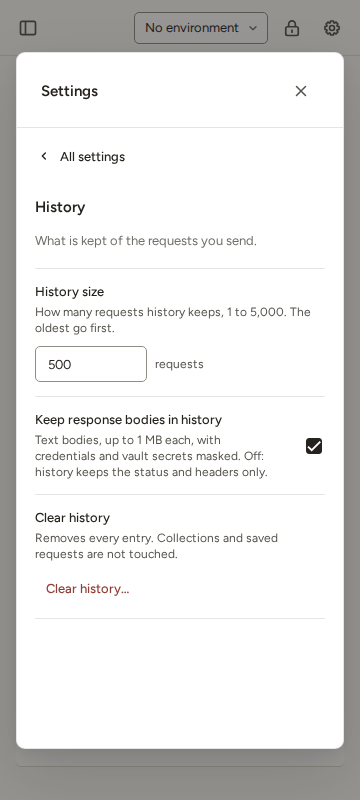 No environment
Settings
All settings
History
What is kept of the requests you send.
History size
How many requests history keeps, 1 to 5,000. The
oldest go first.
500 requests
Keep response bodies in history
Text bodies, up to 1 MB each, with
credentials and vault secrets masked. Off:
history keeps the status and headers only.
Clear history
Removes every entry. Collections and saved
requests are not touched.
Clear history...